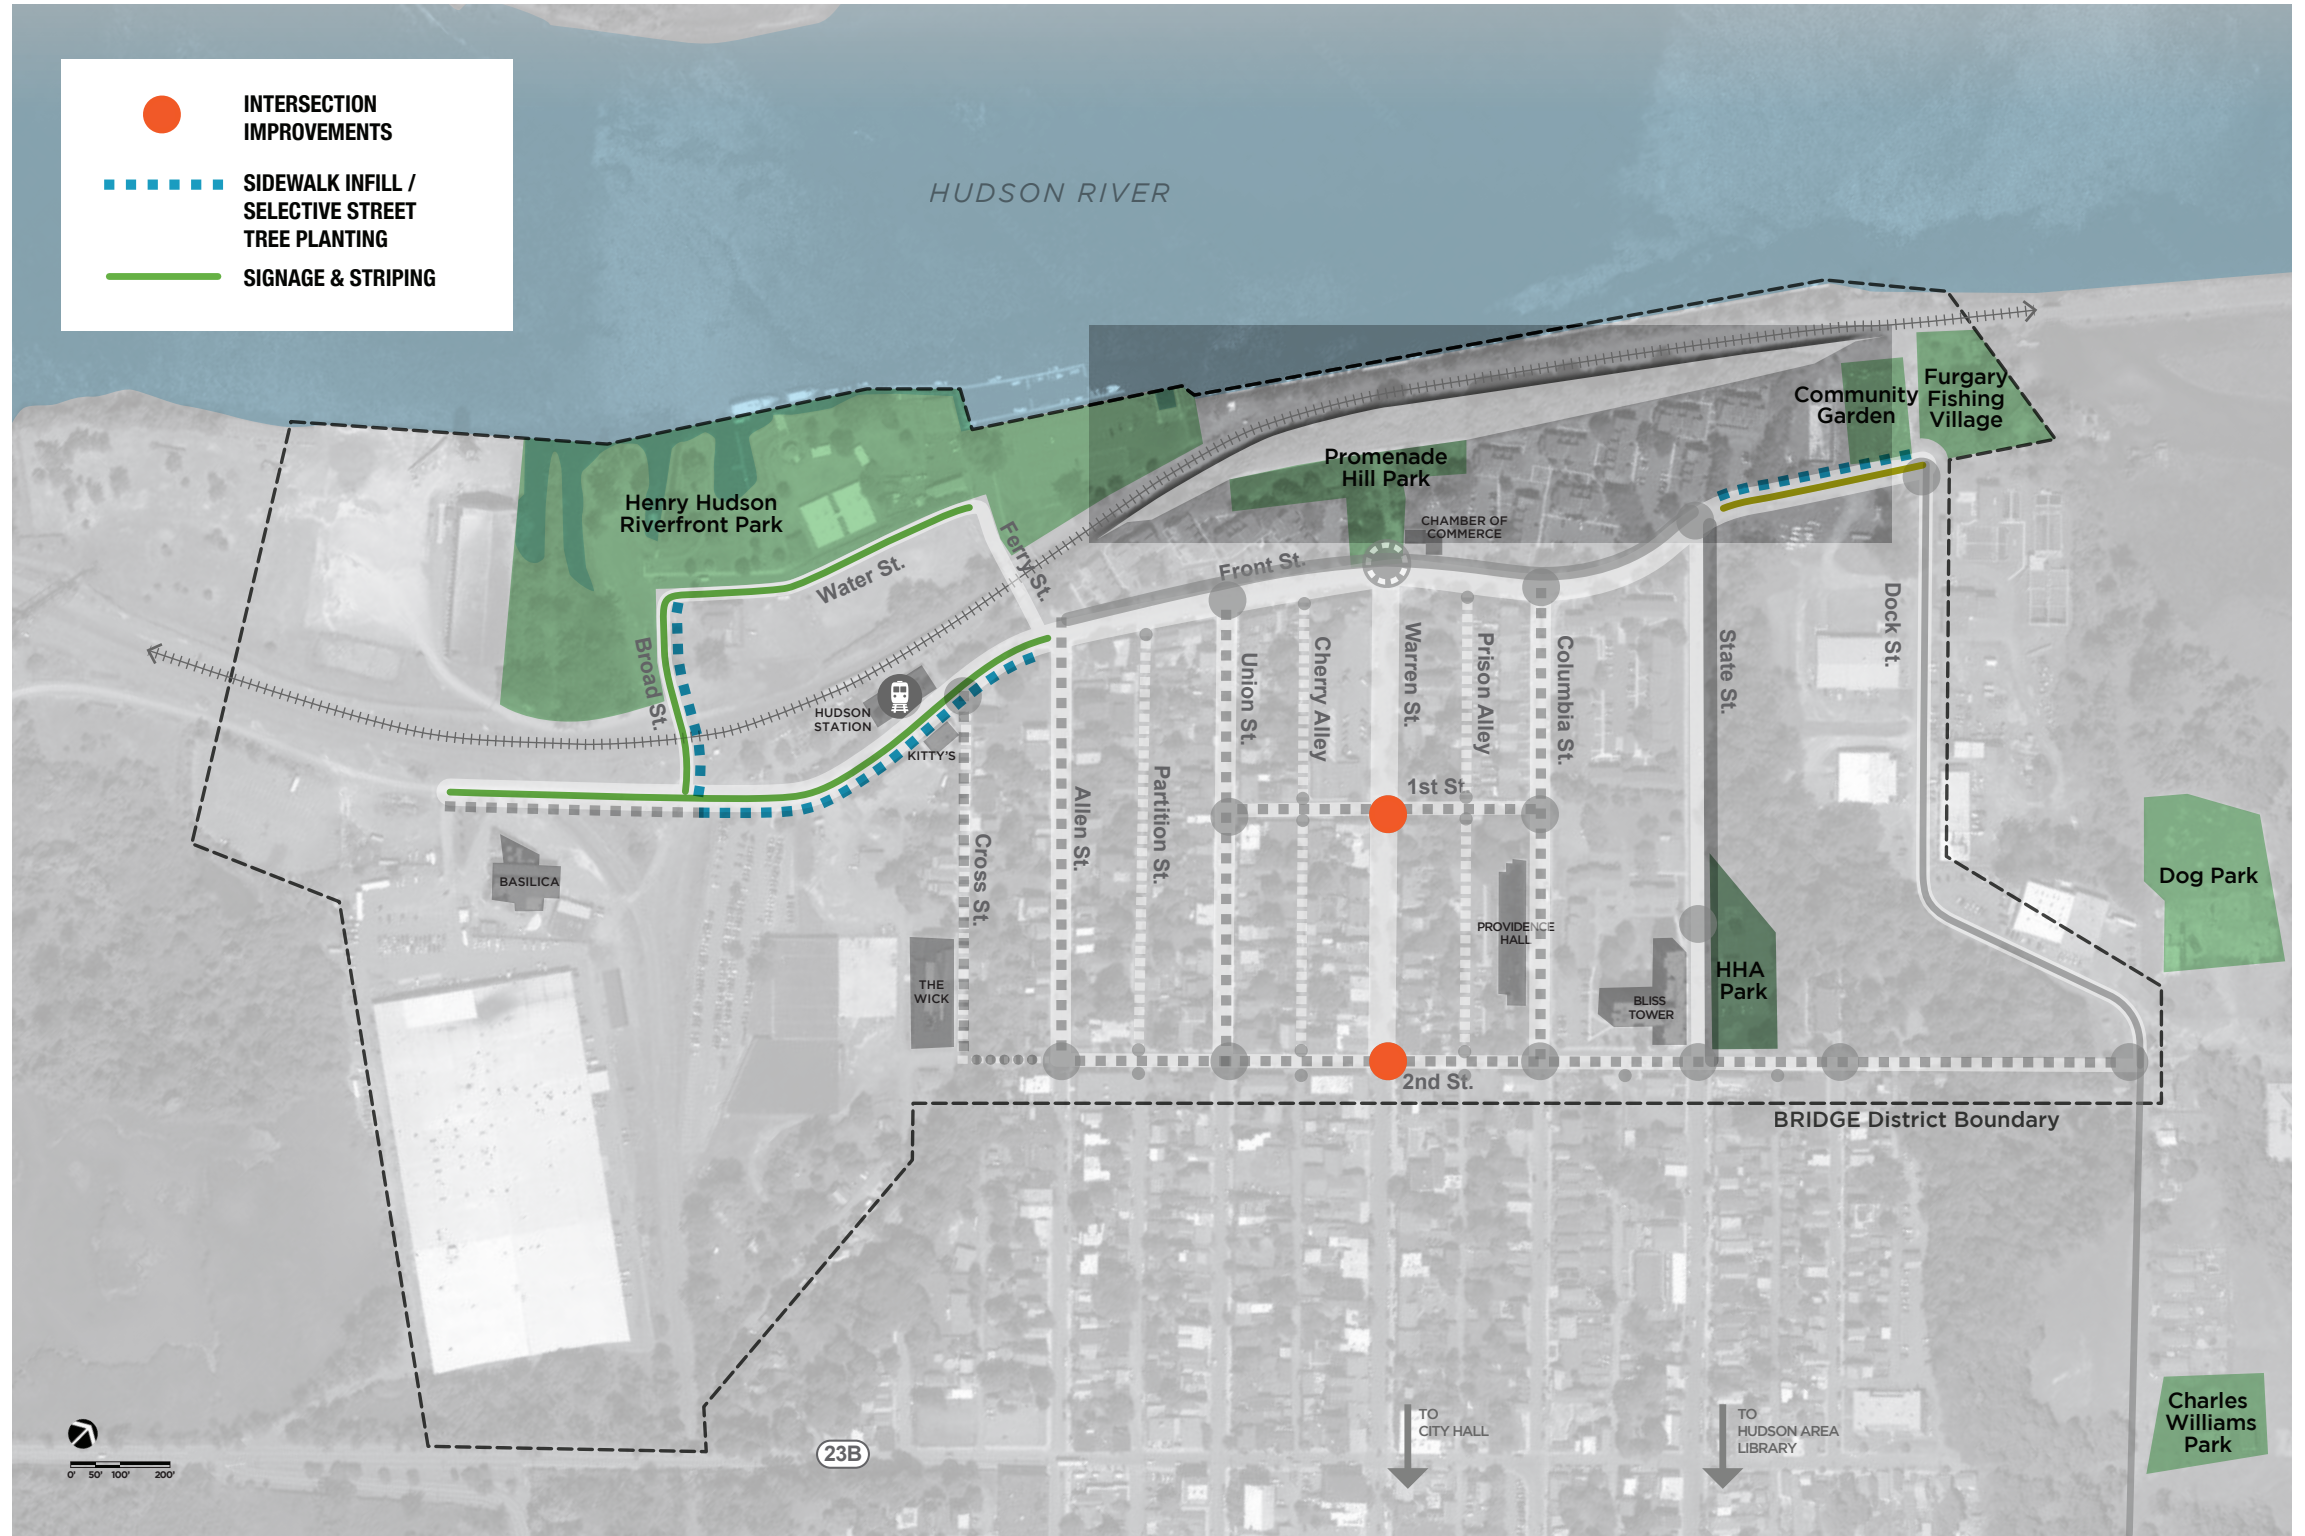 INTERSECTION
IMPROVEMENTS
SIDEWALK INFILL /
SELECTIVE STREET
TREE PLANTING
SIGNAGE & STRIPING
HUDSON RIVER
Community
Garden
Furgary
Fishing
Village
Promenade
Hill Park
Henry Hudson
Riverfront Park
CHAMBER OF
COMMERCE
Ferry St.
Front St.
Water St.
Broad St.
HUDSON
STATION
KITTY'S
Union St.
Cherry Alley
Warren St.
Prison Alley
Columbia St.
State St.
Dock St.
1st St.
Partition St.
Allen St.
Cross St.
BASILICA
THE
WICK
PROVIDENCE
HALL
BLISS
TOWER
HHA
Park
Dog Park
2nd St.
BRIDGE District Boundary
Charles
Williams
Park
TO
CITY HALL
TO
HUDSON AREA
LIBRARY
23B
0' 50' 100' 200'